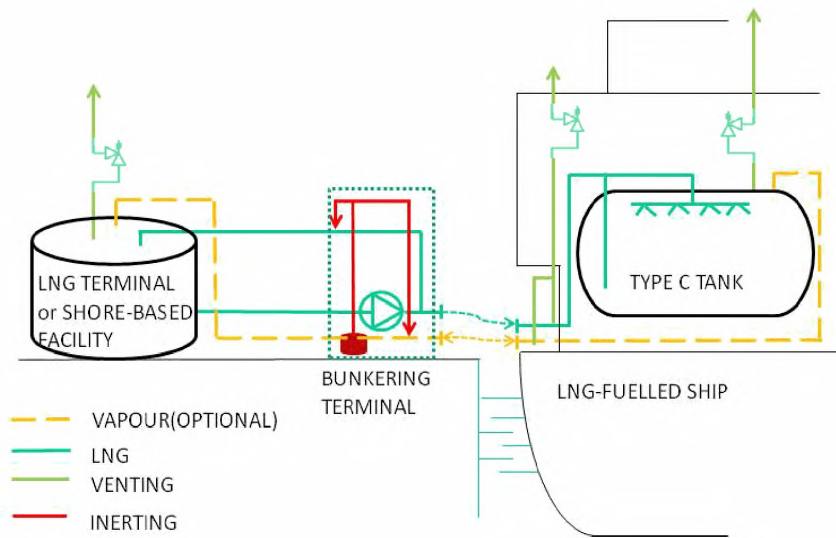 LNG TERMINAL
or SHORE-BASED
FACILITY
TYPE C TANK
BUNKERING
TERMINAL
LNG-FUELLED SHIP
VAPOUR(OPTIONAL)
LNG
VENTING
INERTING